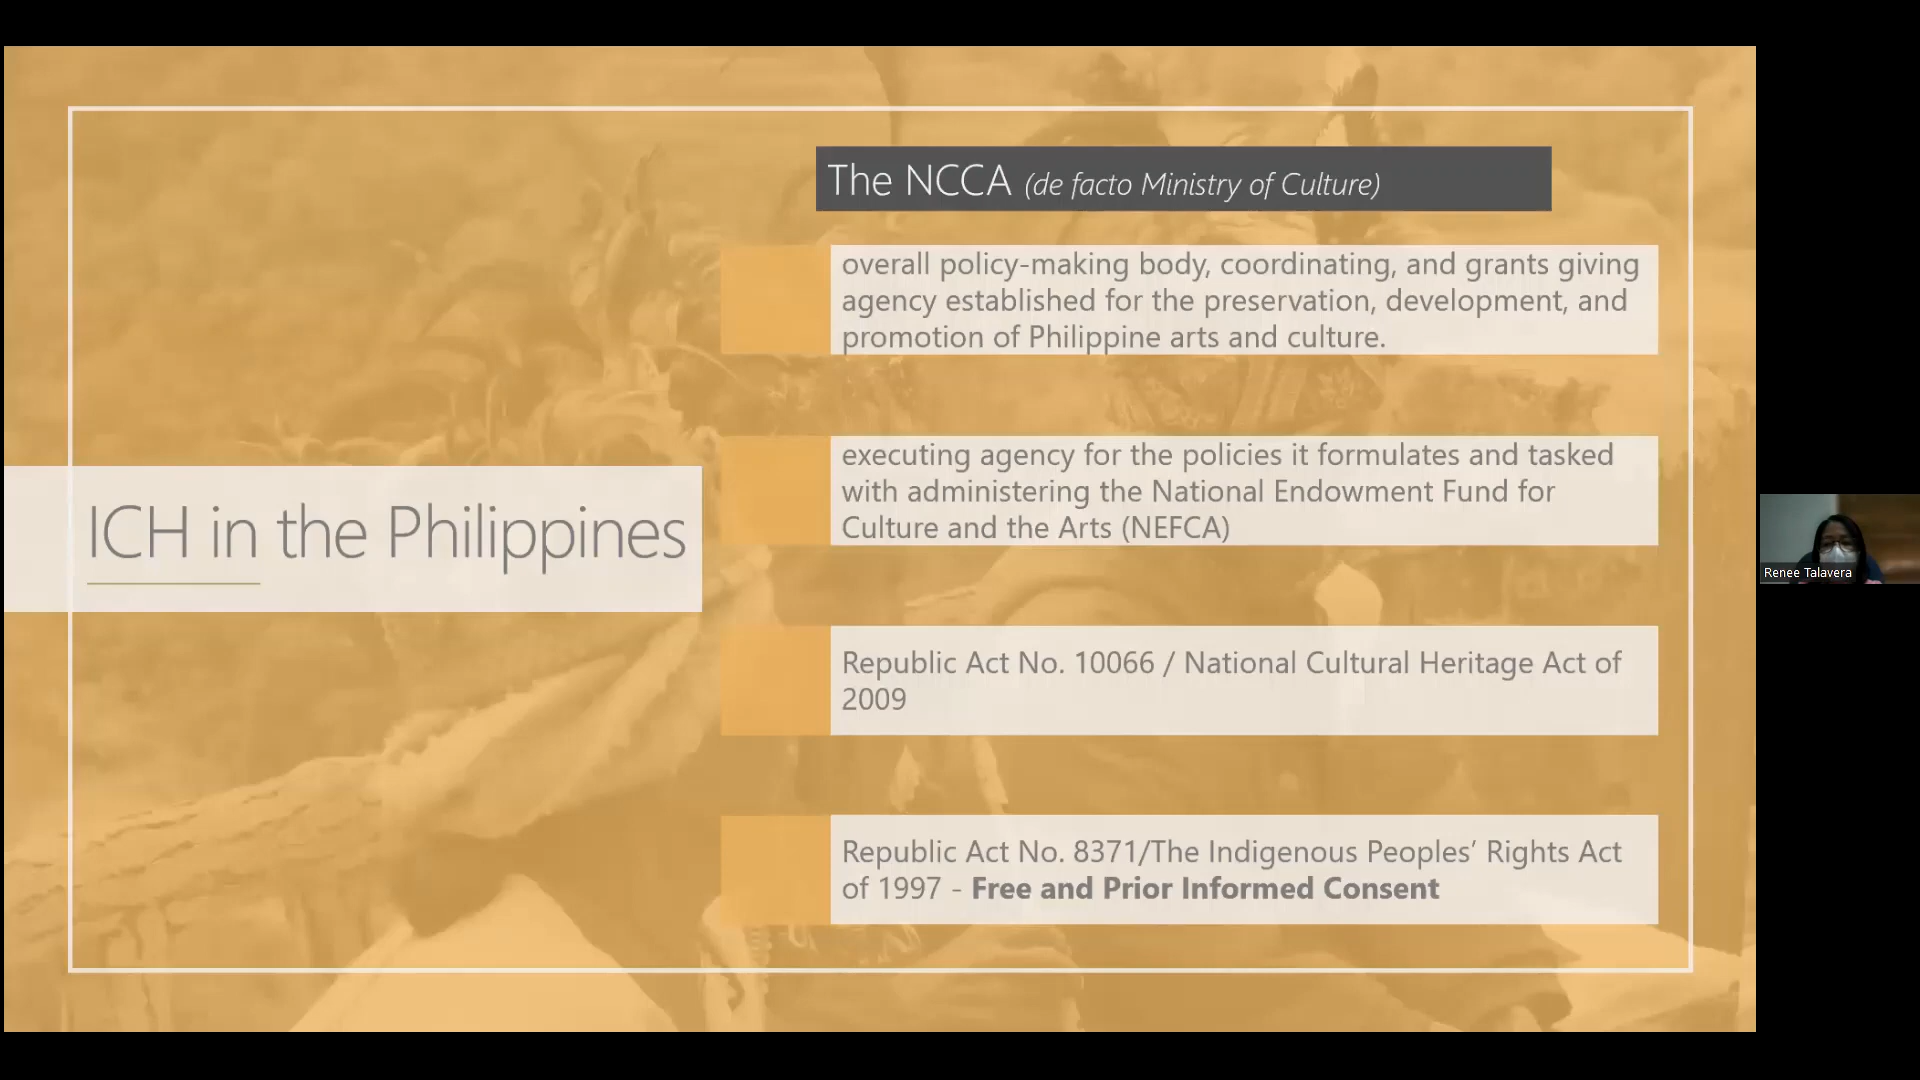 The NCCA (de facto Ministry of Culture)
overall policy-making body, coordinating, and grants giving
agency established for the preservation, development, and
promotion of Philippine arts and culture.
executing agency for the policies it formulates and tasked
with administering the National Endowment Fund for
Culture and the Arts (NEFCA)
ICH in the Philippines
Republic Act No. 10066 / National Cultural Heritage Act of
2009
Republic Act No. 8371/The Indigenous Peoples’ Rights Act
of 1997 - Free and Prior Informed Consent
Renee Talavera